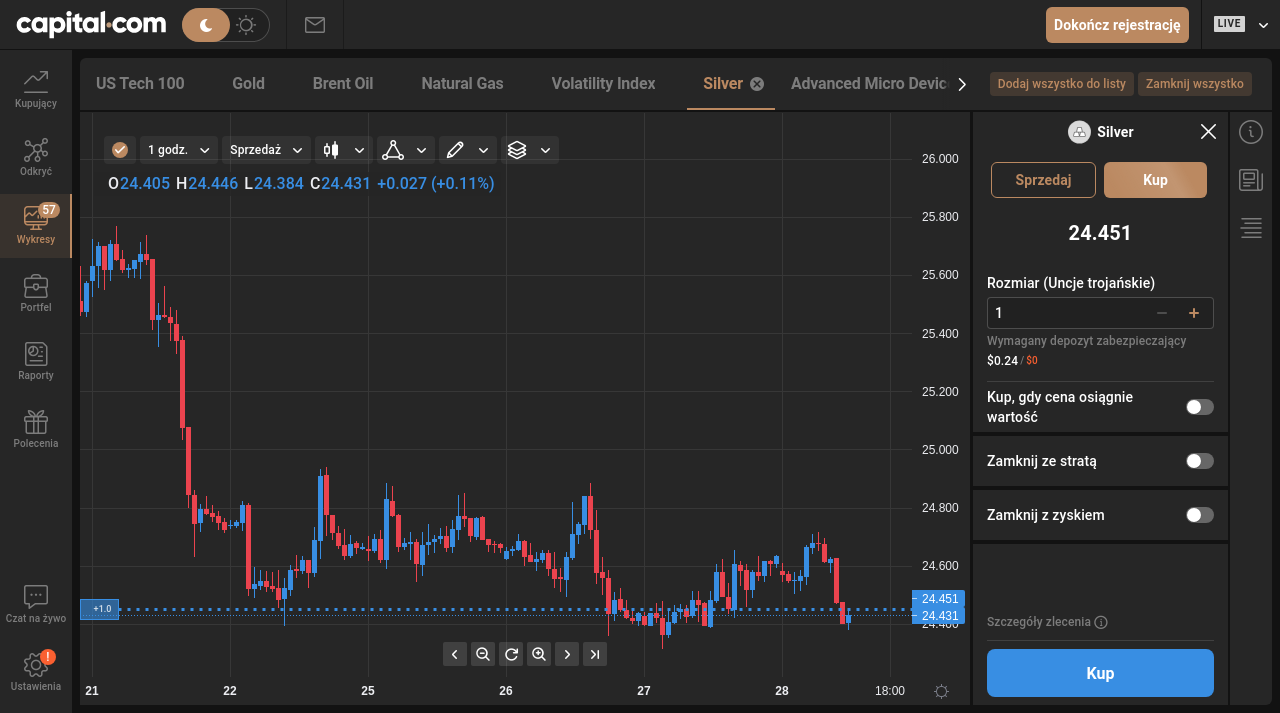 capital.com
Dokończ rejestrację
LIVE
Kupujący
Odkryć
57
Wykresy
Portfel
Raporty
Polecenia
Czat na żywo
!
Ustawienia
US Tech 100 Gold Brent Oil Natural Gas Volatility Index Silver Advanced Micro Devic
Dodaj wszystko do listy Zamknij wszystko
1 godz. Sprzedaż
O24.405 H24.446 L24.384 C24.431 +0.027 (+0.11%)
26.000
25.800
25.600
25.400
25.200
25.000
24.800
24.600
24.451
24.431
24.400
+1.0
21 22 25 26 27 28 18:00
Silver
Sprzedaj Kup
24.451
Rozmiar (Uncje trojańskie)
1 − +
Wymagany depozyt zabezpieczający
$0.24 / $0
Kup, gdy cena osiągnie
wartość
Zamknij ze stratą
Zamknij z zyskiem
Szczegóły zlecenia
Kup